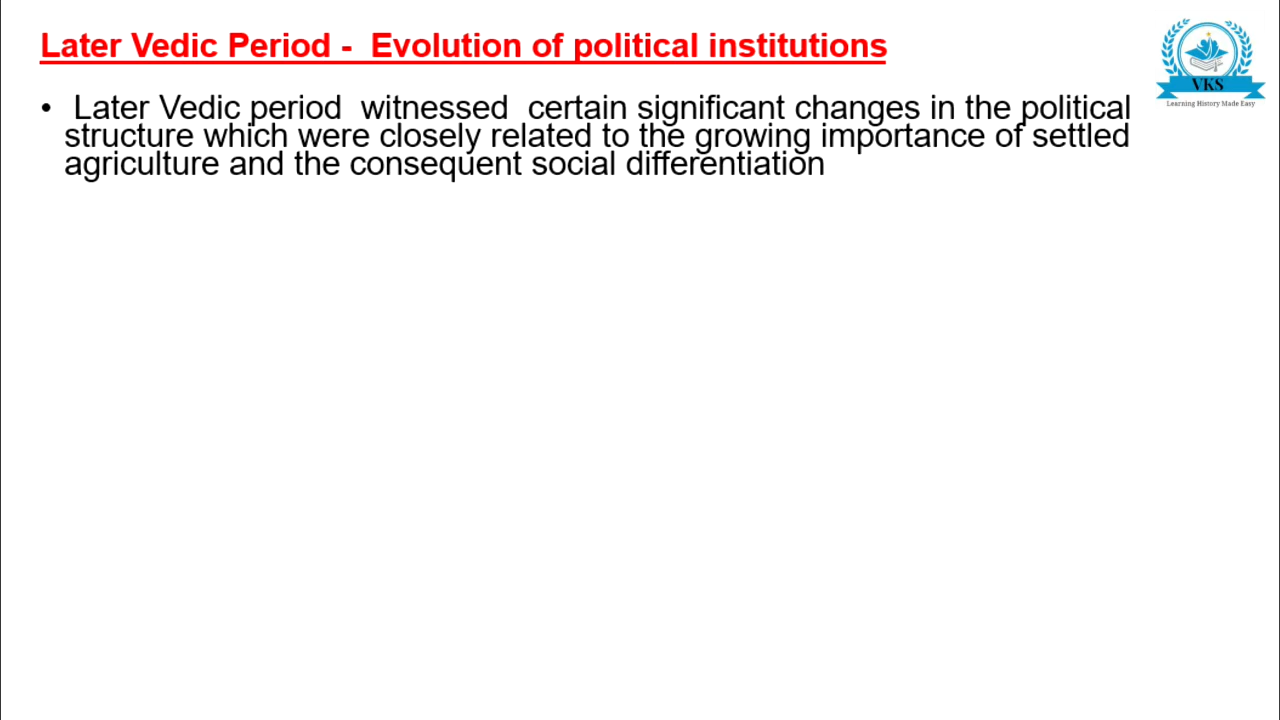 Later Vedic Period - Evolution of political institutions
VKS
Learning History Made Easy
• Later Vedic period witnessed certain significant changes in the political
structure which were closely related to the growing importance of settled
agriculture and the consequent social differentiation